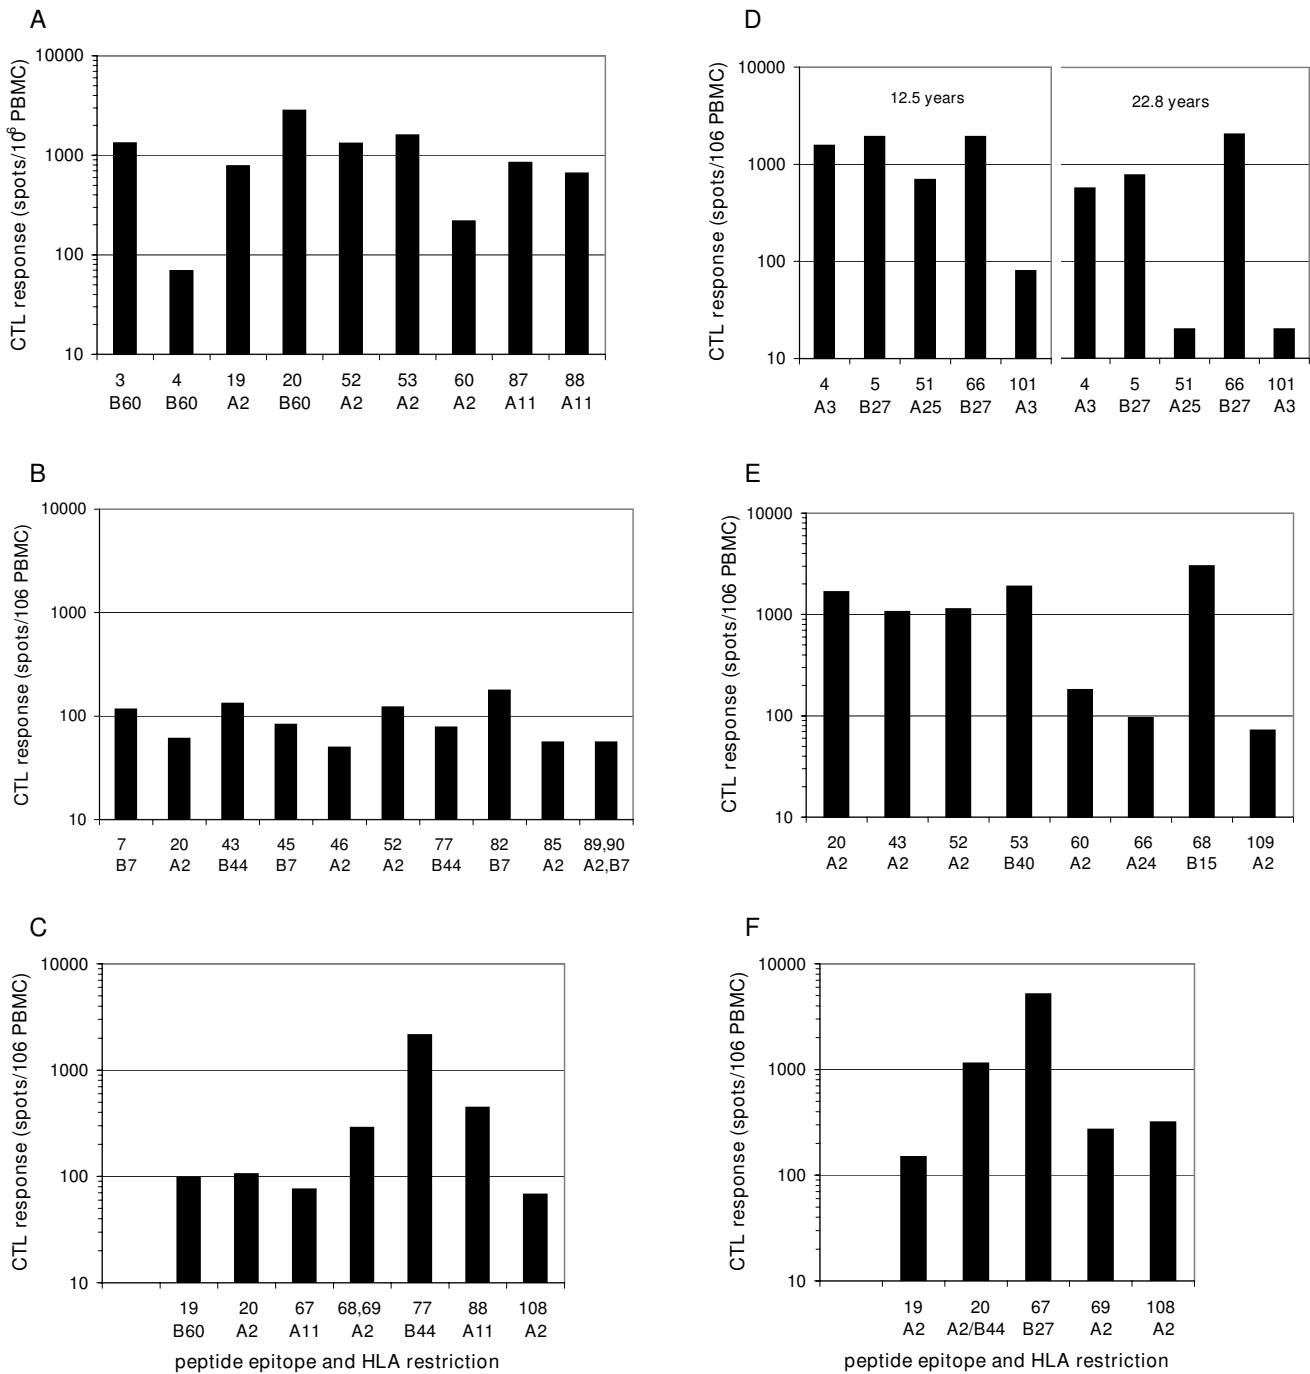 A
CTL response (spots/10⁶ PBMC)
10000
1000
100
10
3 4 19 20 52 53 60 87 88
B60 B60 A2 B60 A2 A2 A2 A11 A11
B
CTL response (spots/106 PBMC)
10000
1000
100
10
7 20 43 45 46 52 77 82 85 89,90
B7 A2 B44 B7 A2 A2 B44 B7 A2 A2,B7
C
CTL response (spots/106 PBMC)
10000
1000
100
10
19 20 67 68,69 77 88 108
B60 A2 A11 A2 B44 A11 A2
peptide epitope and HLA restriction
D
CTL response (spots/106 PBMC)
10000
1000
100
10
12.5 years
22.8 years
4 5 51 66 101 4 5 51 66 101
A3 B27 A25 B27 A3 A3 B27 A25 B27 A3
E
CTL response (spots/106 PBMC)
10000
1000
100
10
20 43 52 53 60 66 68 109
A2 A2 A2 B40 A2 A24 B15 A2
F
CTL response (spots/106 PBMC)
10000
1000
100
10
19 20 67 69 108
A2 A2/B44 B27 A2 A2
peptide epitope and HLA restriction